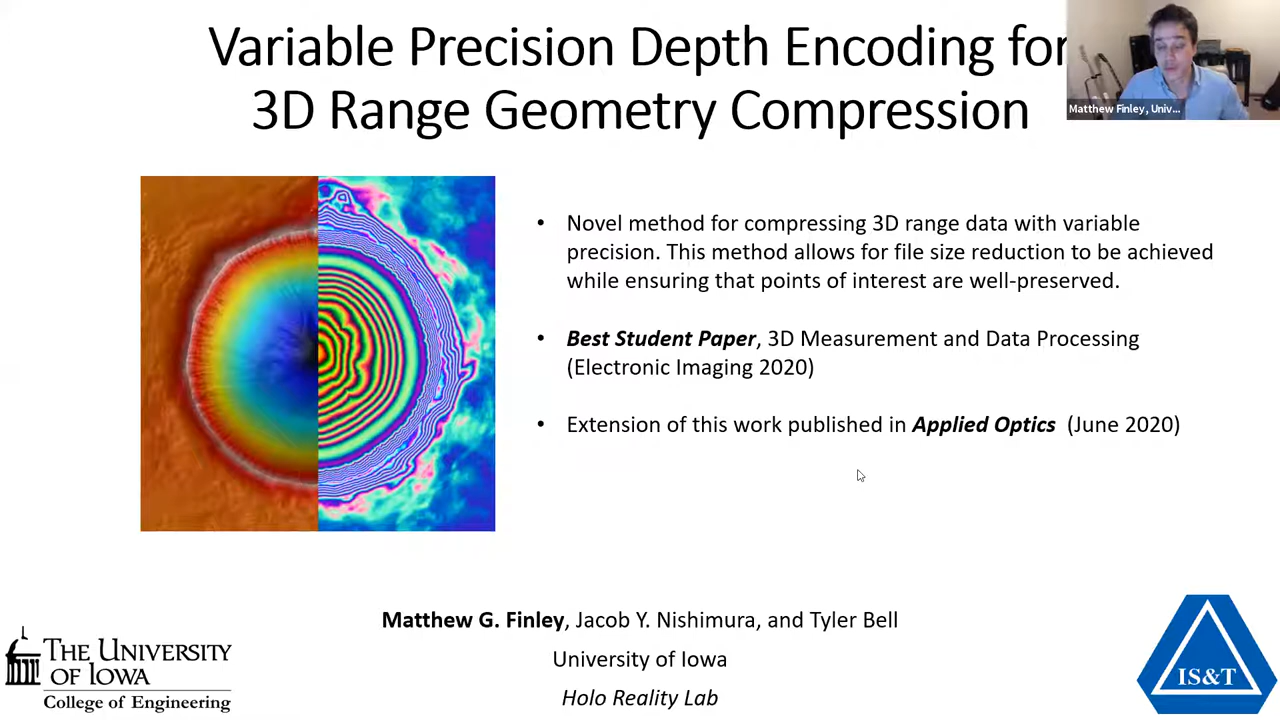 Variable Precision Depth Encoding for
3D Range Geometry Compression
Matthew Finley, Univ...
• Novel method for compressing 3D range data with variable
precision. This method allows for file size reduction to be achieved
while ensuring that points of interest are well-preserved.
• Best Student Paper, 3D Measurement and Data Processing
(Electronic Imaging 2020)
• Extension of this work published in Applied Optics (June 2020)
Matthew G. Finley, Jacob Y. Nishimura, and Tyler Bell
University of Iowa
Holo Reality Lab
THE UNIVERSITY
OF IOWA
College of Engineering
IS&T